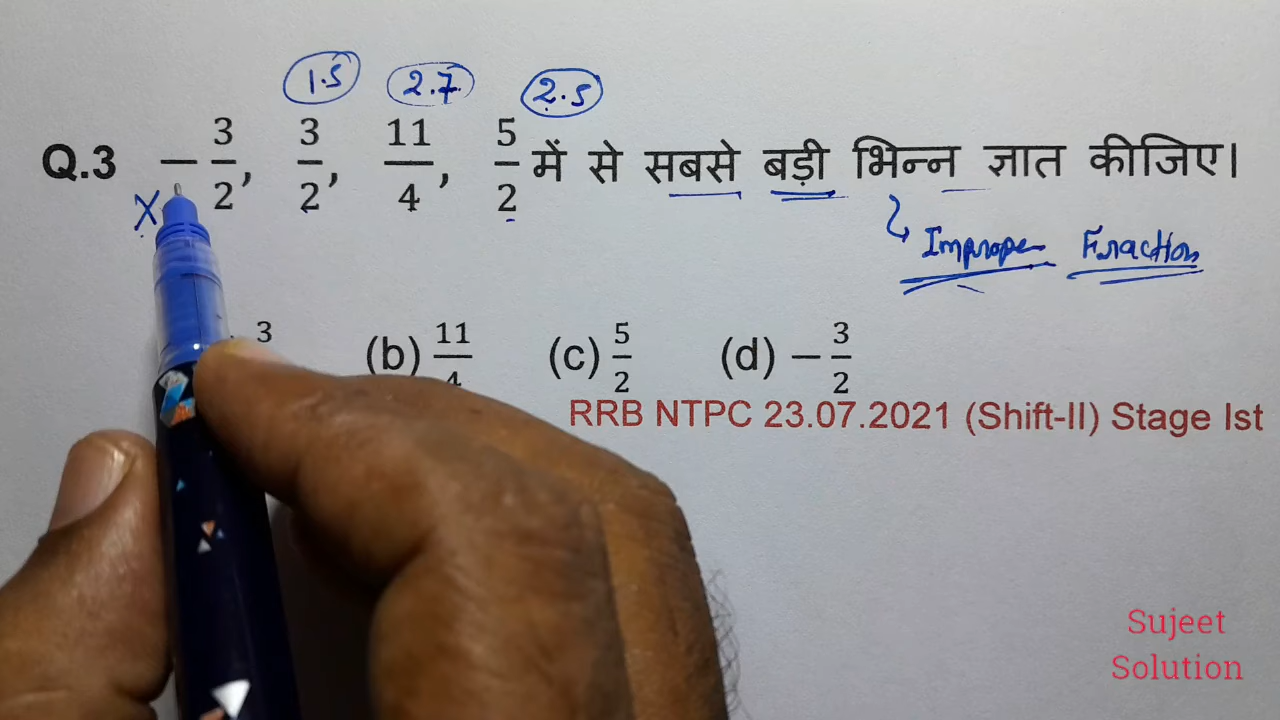 1.5 2.7 2.5
Q.3 − 3/2, 3/2, 11/4, 5/2 में से सबसे बड़ी भिन्न ज्ञात कीजिए।
X
Improper Fraction
3 (b) 11/4 (c) 5/2 (d) − 3/2
RRB NTPC 23.07.2021 (Shift-II) Stage Ist
Sujeet
Solution